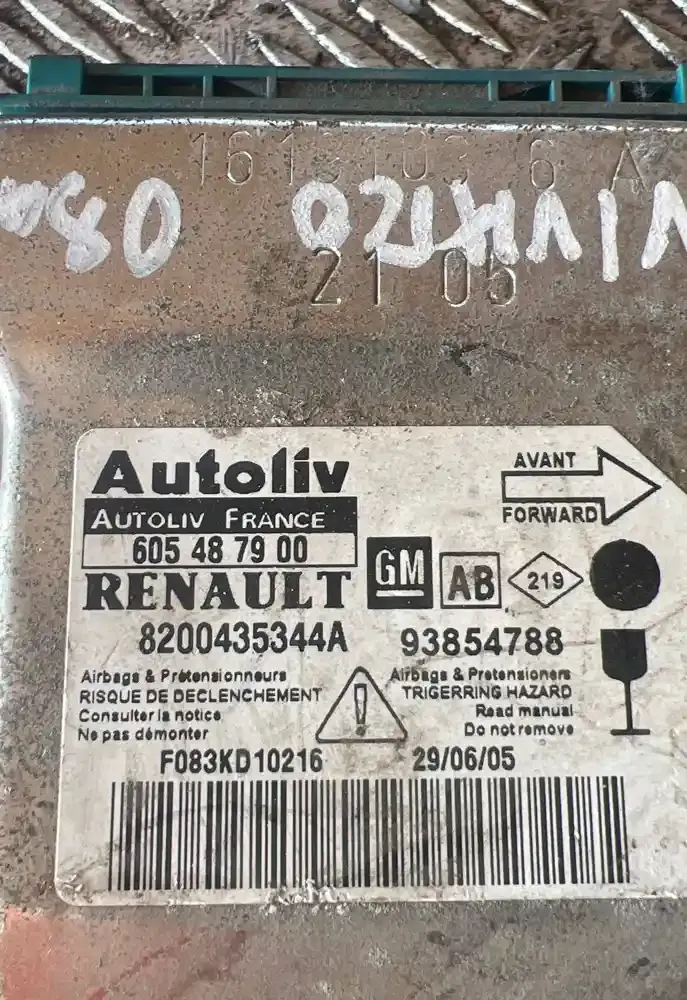 1613103 6 A
21 05
Autoliv
AUTOLIV FRANCE
605 48 79 00
RENAULT
GM
AB
219
AVANT
FORWARD
8200435344A
93854788
Airbags & Prétensionneurs
RISQUE DE DECLENCHEMENT
Consulter la notice
Ne pas démonter
Airbags & Pretensioners
TRIGERRING HAZARD
Read manual
Do not remove
F083KD10216
29/06/05